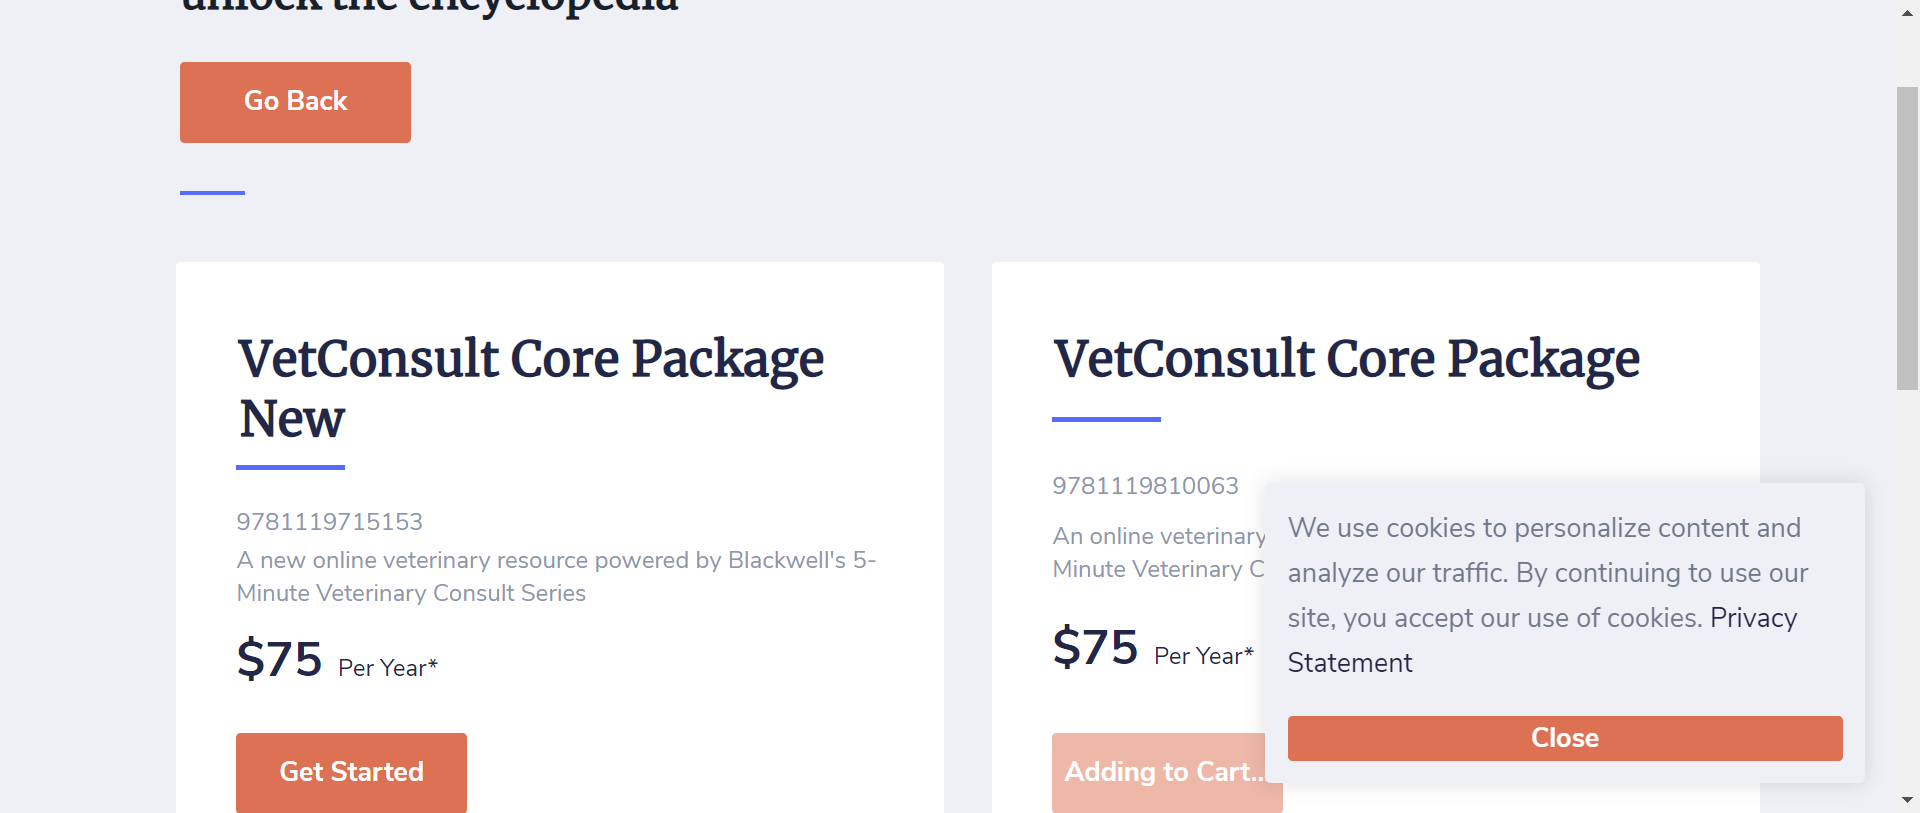 unlock the encyclopedia
Go Back
VetConsult Core Package
New
9781119715153
A new online veterinary resource powered by Blackwell's 5-
Minute Veterinary Consult Series
$75 Per Year*
Get Started
VetConsult Core Package
9781119810063
An online veterinary
Minute Veterinary C
$75 Per Year*
Adding to Cart...
We use cookies to personalize content and
analyze our traffic. By continuing to use our
site, you accept our use of cookies. Privacy
Statement
Close